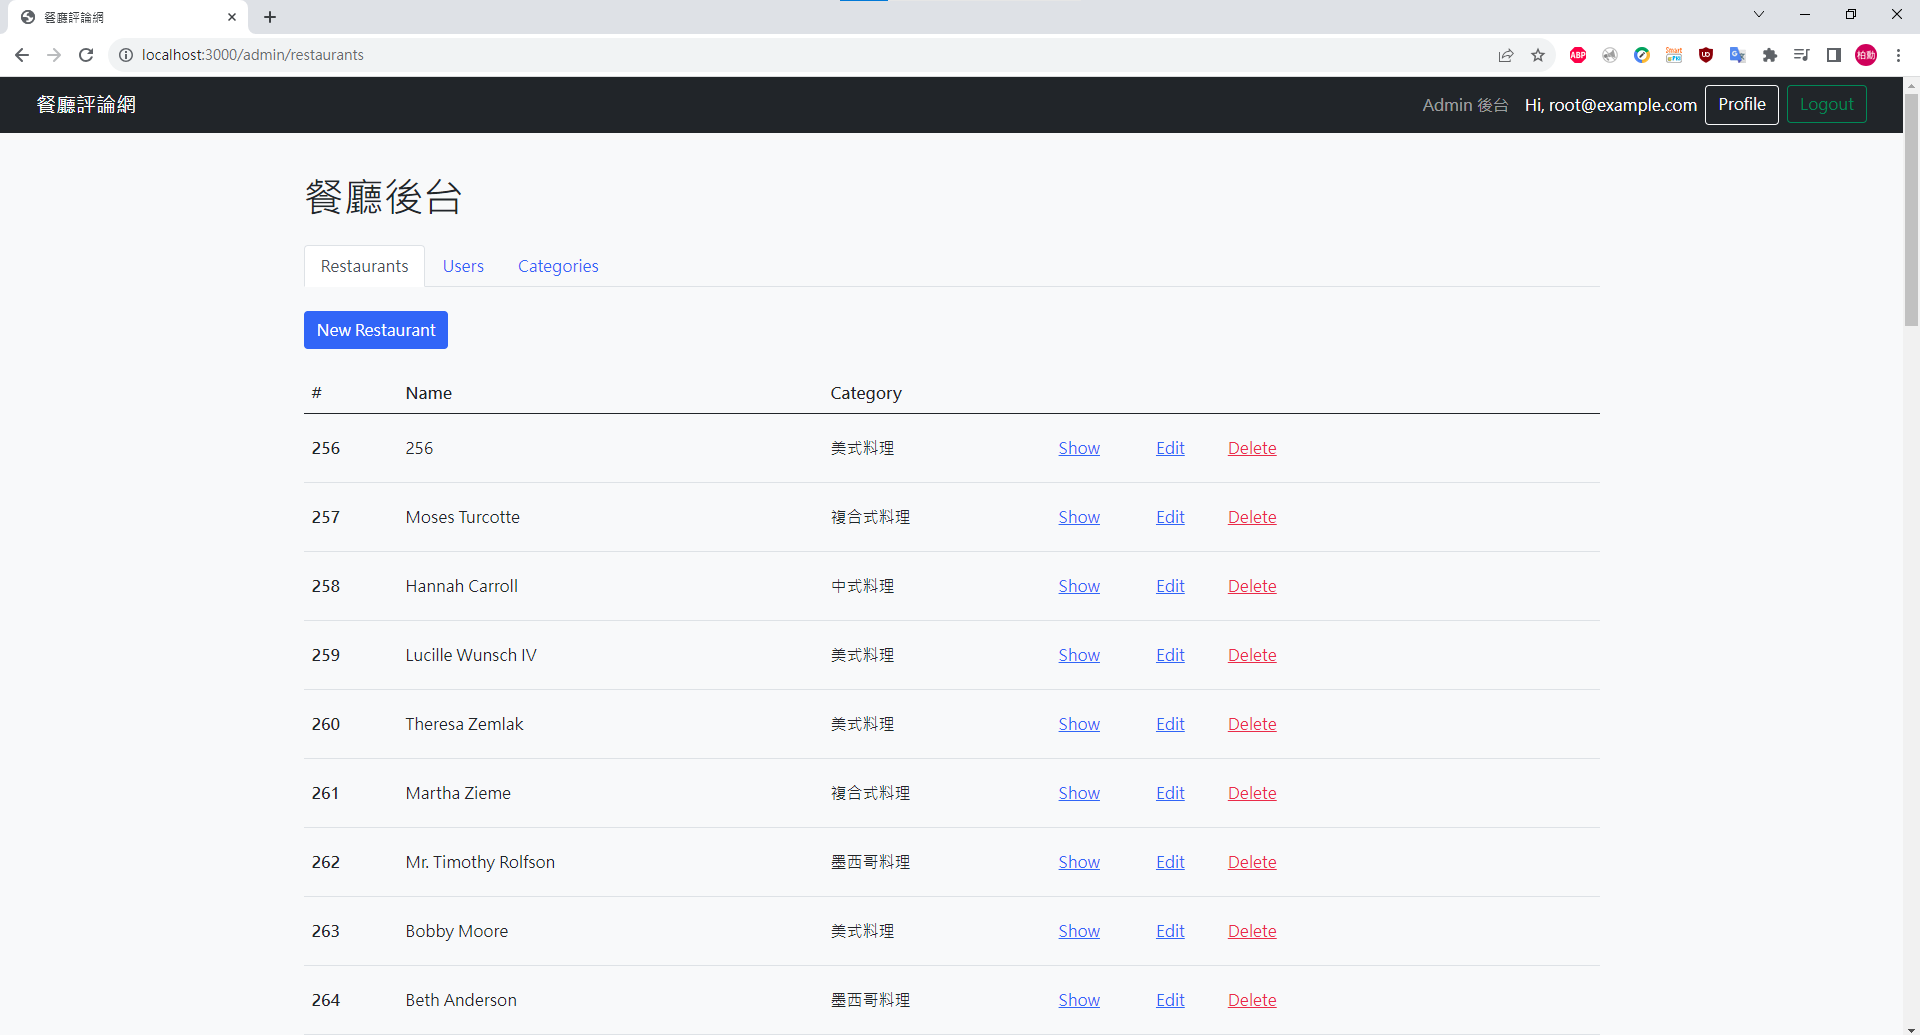 餐廳評論網
localhost:3000/admin/restaurants
ABP
Smart
PKI
柏勳
餐廳評論網 Admin 後台 Hi, root@example.com Profile Logout
餐廳後台
Restaurants Users Categories
New Restaurant
# Name Category
256 256 美式料理 Show Edit Delete
257 Moses Turcotte 複合式料理 Show Edit Delete
258 Hannah Carroll 中式料理 Show Edit Delete
259 Lucille Wunsch IV 美式料理 Show Edit Delete
260 Theresa Zemlak 美式料理 Show Edit Delete
261 Martha Zieme 複合式料理 Show Edit Delete
262 Mr. Timothy Rolfson 墨西哥料理 Show Edit Delete
263 Bobby Moore 美式料理 Show Edit Delete
264 Beth Anderson 墨西哥料理 Show Edit Delete